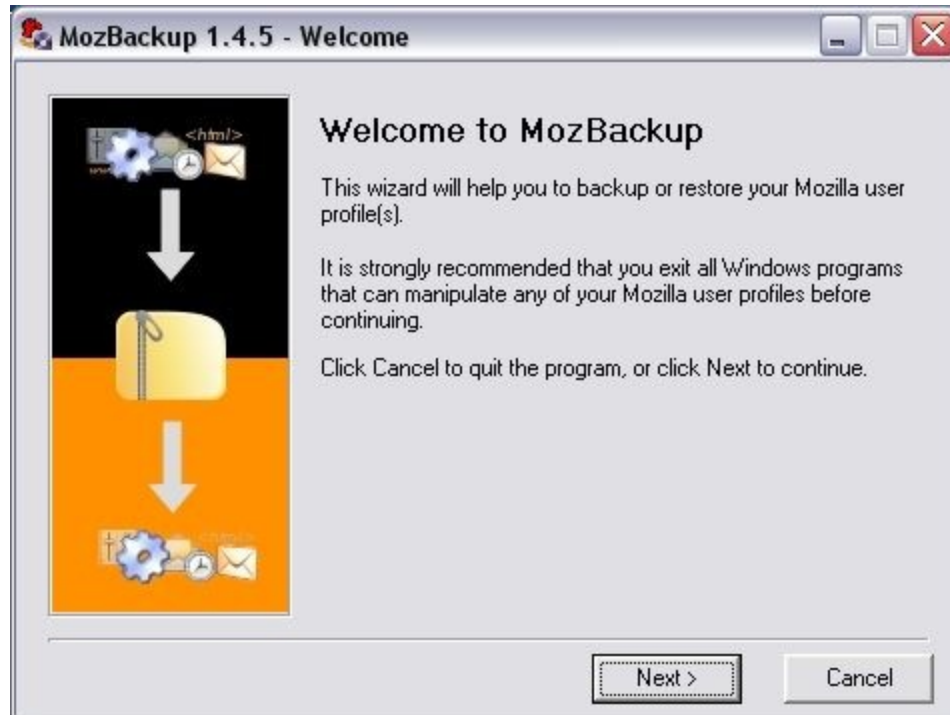 MozBackup 1.4.5 - Welcome
<html>
Welcome to MozBackup
This wizard will help you to backup or restore your Mozilla user
profile(s).
It is strongly recommended that you exit all Windows programs
that can manipulate any of your Mozilla user profiles before
continuing.
Click Cancel to quit the program, or click Next to continue.
Next >
Cancel